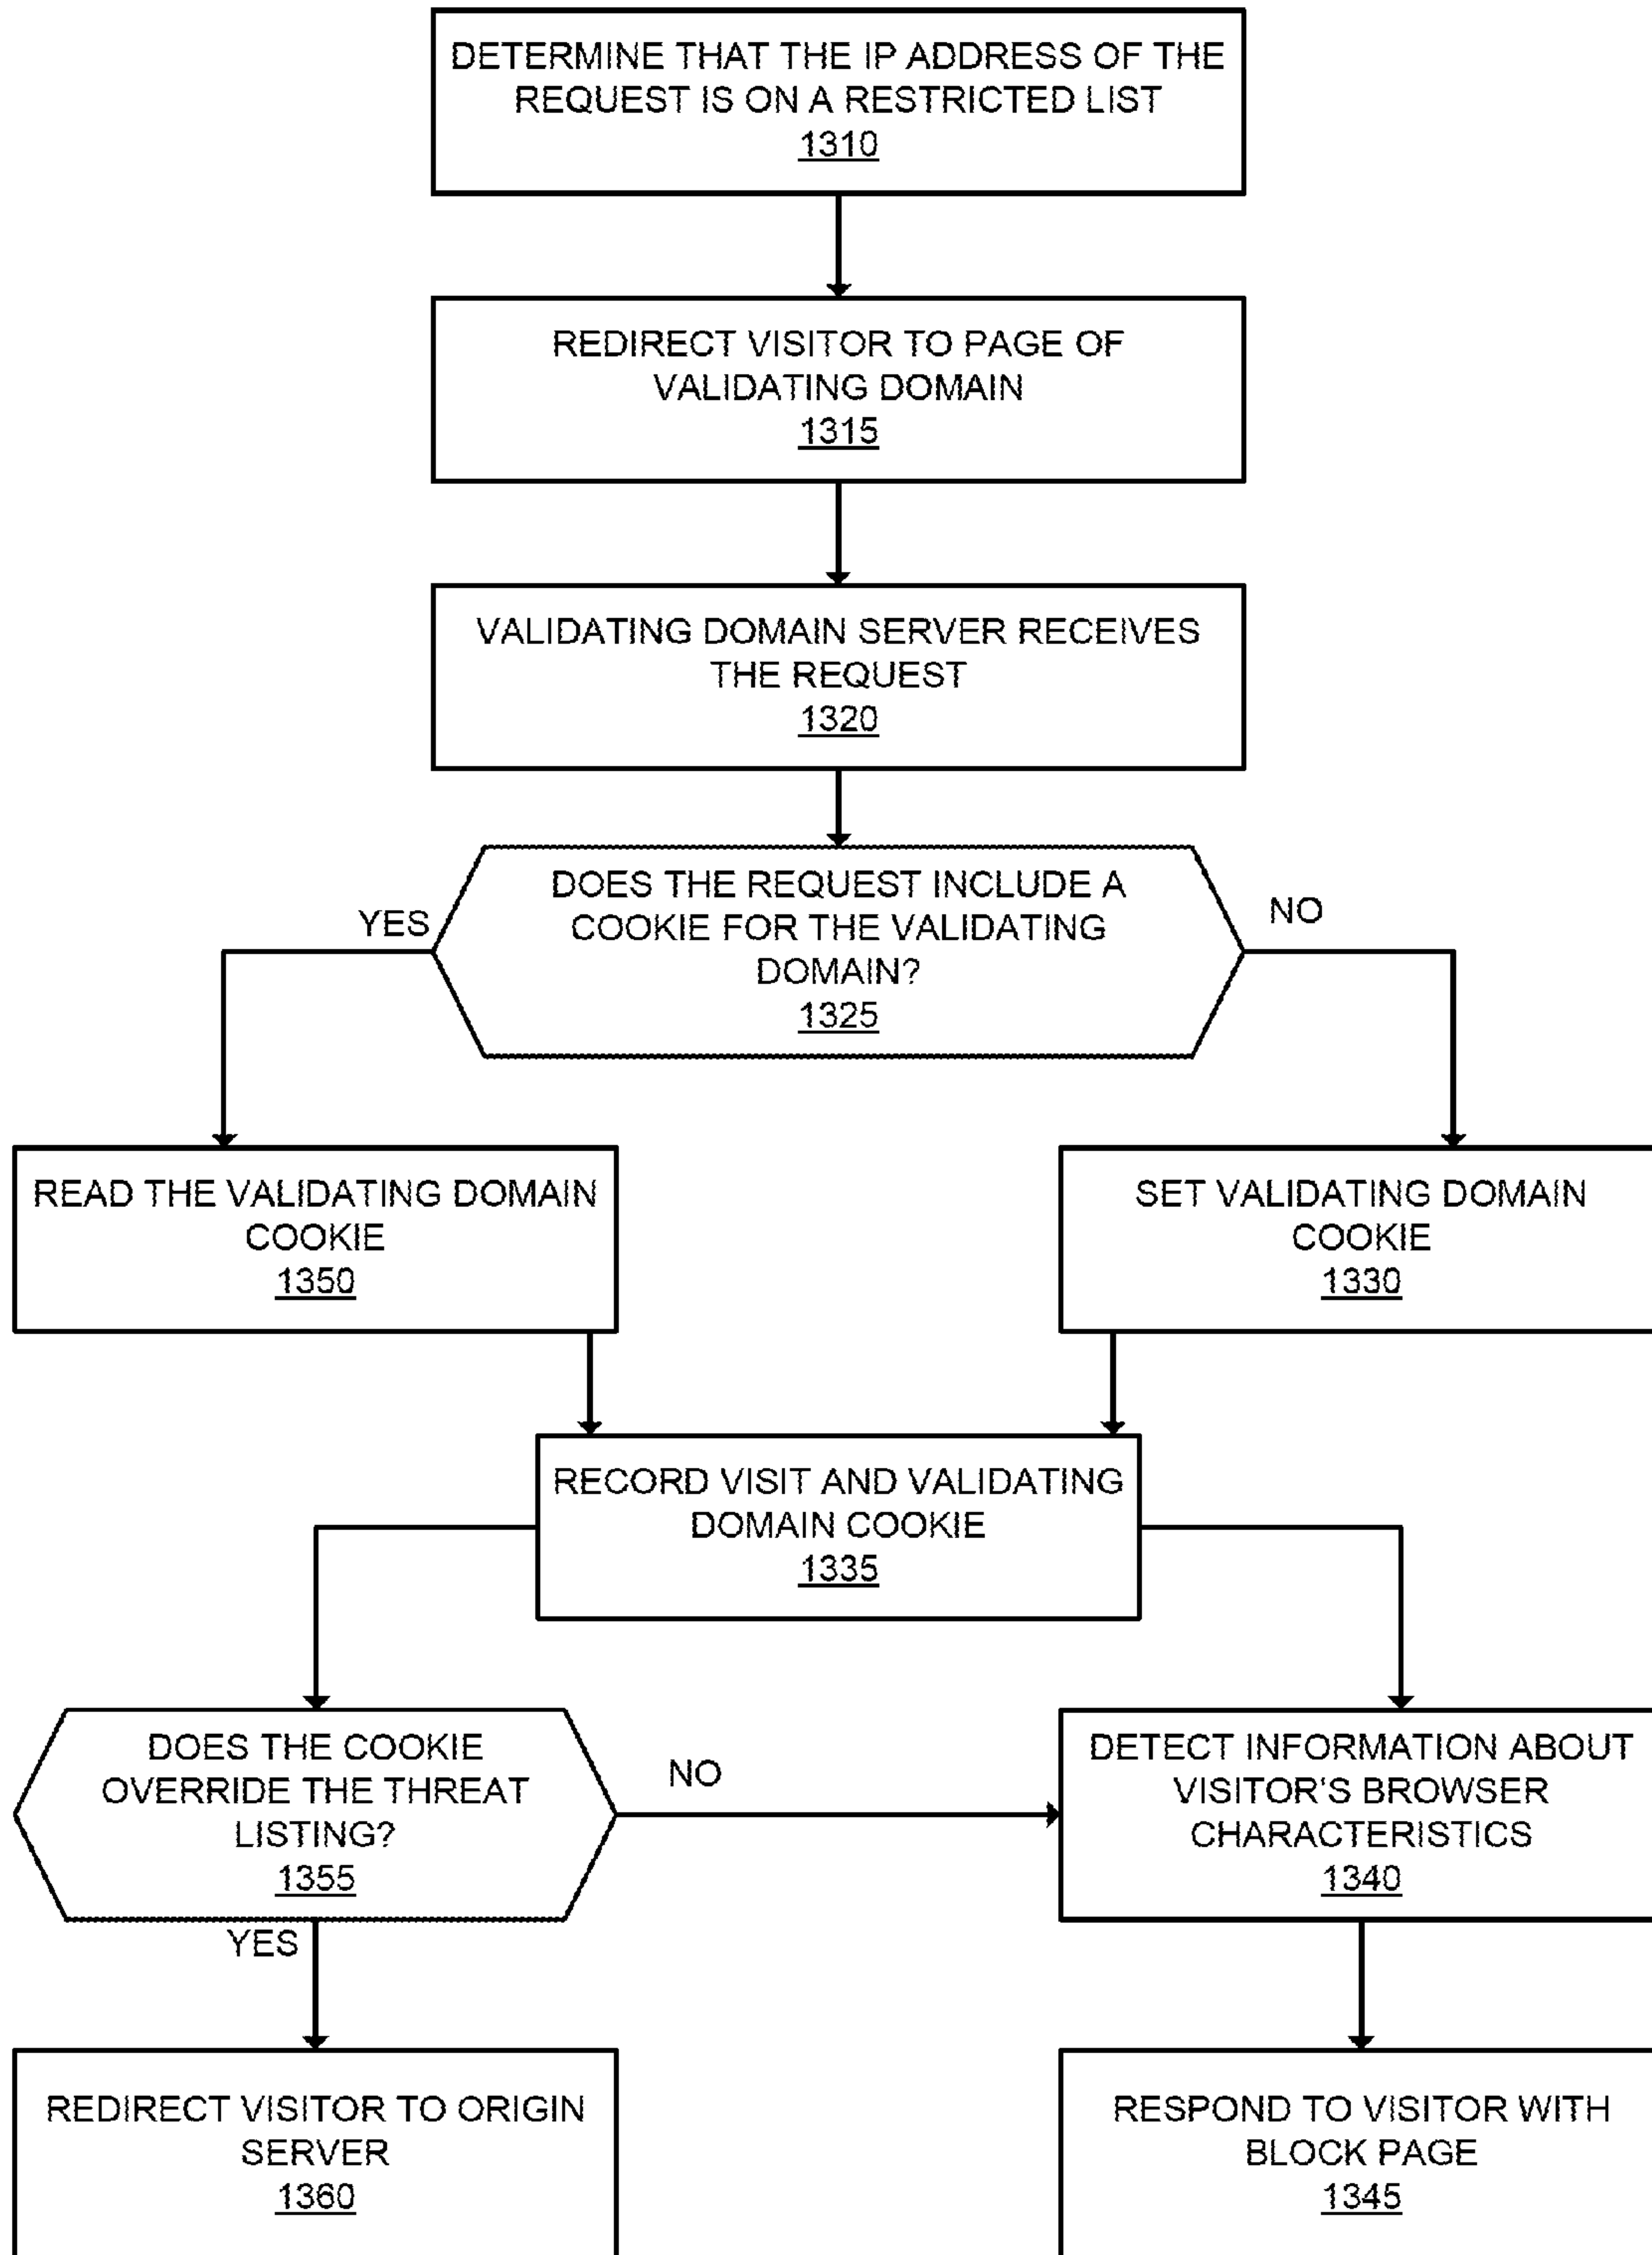 DETERMINE THAT THE IP ADDRESS OF THE
REQUEST IS ON A RESTRICTED LIST
1310
REDIRECT VISITOR TO PAGE OF
VALIDATING DOMAIN
1315
VALIDATING DOMAIN SERVER RECEIVES
THE REQUEST
1320
DOES THE REQUEST INCLUDE A
COOKIE FOR THE VALIDATING
DOMAIN?
1325
YES
NO
READ THE VALIDATING DOMAIN
COOKIE
1350
SET VALIDATING DOMAIN
COOKIE
1330
RECORD VISIT AND VALIDATING
DOMAIN COOKIE
1335
DOES THE COOKIE
OVERRIDE THE THREAT
LISTING?
1355
NO
YES
DETECT INFORMATION ABOUT
VISITOR'S BROWSER
CHARACTERISTICS
1340
REDIRECT VISITOR TO ORIGIN
SERVER
1360
RESPOND TO VISITOR WITH
BLOCK PAGE
1345